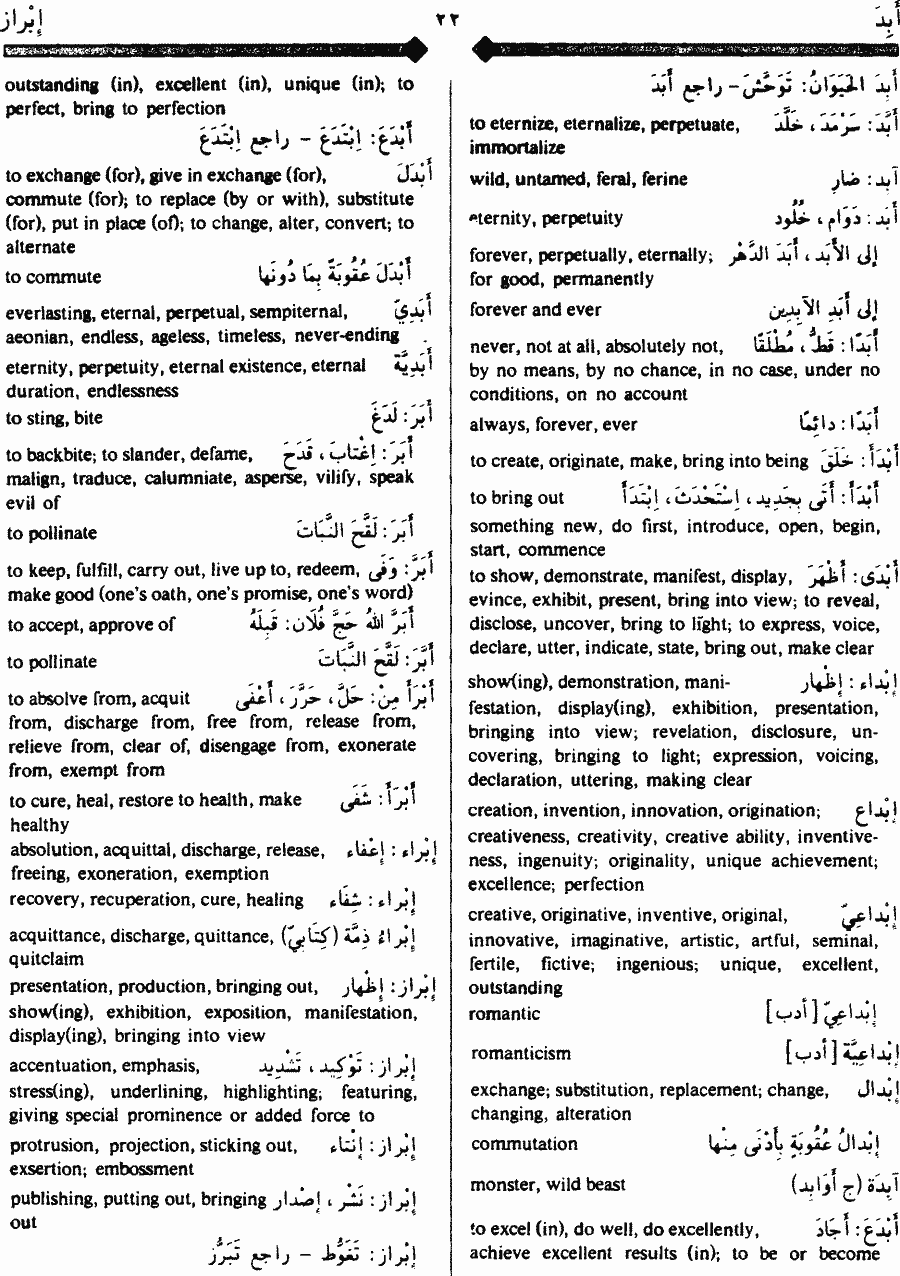 أَبِدَ ٢٢ إبْراز
أَبِدَ الحَيَوَانُ: تَوَحَّشَ – راجع أَبَدَ
أَبَّدَ: سَرْمَدَ، خَلَّدَ to eternize, eternalize, perpetuate,
immortalize
آبد: ضار wild, untamed, feral, ferine
أَبَد: دَوَام، خُلُود eternity, perpetuity
إلى الأَبَد، أَبَدَ الدَّهْر forever, perpetually, eternally;
for good, permanently
إلى أَبَدِ الآبِدِين forever and ever
أَبَدًا: قَطُّ، مُطْلَقًا never, not at all, absolutely not,
by no means, by no chance, in no case, under no
conditions, on no account
أَبَدًا: دائِمًا always, forever, ever
أَبْدَأَ: خَلَقَ to create, originate, make, bring into being
أَبْدَأَ: أَتَى بِجَدِيد، اِسْتَحْدَثَ، اِبْتَدَأَ to bring out
something new, do first, introduce, open, begin,
start, commence
أَبْدَى: أَظْهَرَ to show, demonstrate, manifest, display,
evince, exhibit, present, bring into view; to reveal,
disclose, uncover, bring to light; to express, voice,
declare, utter, indicate, state, bring out, make clear
إبْداء: إظْهار show(ing), demonstration, mani-
festation, display(ing), exhibition, presentation,
bringing into view; revelation, disclosure, un-
covering, bringing to light; expression, voicing,
declaration, uttering, making clear
إبْداع creation, invention, innovation, origination;
creativeness, creativity, creative ability, inventive-
ness, ingenuity; originality, unique achievement;
excellence; perfection
إبْداعِيّ creative, originative, inventive, original,
innovative, imaginative, artistic, artful, seminal,
fertile, fictive; ingenious; unique, excellent,
outstanding
إبْداعِيّ [أدب] romantic
إبْداعِيَّة [أدب] romanticism
إبْدال exchange; substitution, replacement; change,
changing, alteration
إبْدالُ عُقُوبَةٍ بِأَدْنَى مِنْها commutation
آبِدَة (ج أَوَابِد) monster, wild beast
أَبْدَعَ: أَجَادَ to excel (in), do well, do excellently,
achieve excellent results (in); to be or become
outstanding (in), excellent (in), unique (in); to
perfect, bring to perfection
أَبْدَعَ: اِبْتَدَعَ – راجع اِبْتَدَعَ
أَبْدَلَ to exchange (for), give in exchange (for),
commute (for); to replace (by or with), substitute
(for), put in place (of); to change, alter, convert; to
alternate
أَبْدَلَ عُقُوبَةً بِمَا دُونَها to commute
أَبَدِيّ everlasting, eternal, perpetual, sempiternal,
aeonian, endless, ageless, timeless, never-ending
أَبَدِيَّة eternity, perpetuity, eternal existence, eternal
duration, endlessness
أَبَرَ: لَدَغَ to sting, bite
أَبَرَ: اِغْتابَ، قَدَحَ to backbite; to slander, defame,
malign, traduce, calumniate, asperse, vilify, speak
evil of
أَبَرَ: لَقَّحَ النَّبَات to pollinate
أَبَرَّ: وَفَى to keep, fulfill, carry out, live up to, redeem,
make good (one's oath, one's promise, one's word)
أَبَرَّ اللهُ حَجَّ فُلَان: قَبِلَهُ to accept, approve of
أَبَّرَ: لَقَّحَ النَّبَات to pollinate
أَبْرَأَ مِنْ: حَلَّ، حَرَّرَ، أَعْفَى to absolve from, acquit
from, discharge from, free from, release from,
relieve from, clear of, disengage from, exonerate
from, exempt from
أَبْرَأَ: شَفَى to cure, heal, restore to health, make
healthy
إبْراء: إعْفاء absolution, acquittal, discharge, release,
freeing, exoneration, exemption
إبْراء: شِفَاء recovery, recuperation, cure, healing
إبْراءُ ذِمَّة (كِتَابِيّ) acquittance, discharge, quittance,
quitclaim
إبْراز: إظْهار presentation, production, bringing out,
show(ing), exhibition, exposition, manifestation,
display(ing), bringing into view
إبْراز: تَوْكِيد، تَشْدِيد accentuation, emphasis,
stress(ing), underlining, highlighting; featuring,
giving special prominence or added force to
إبْراز: إنْتَاء protrusion, projection, sticking out,
exsertion; embossment
إبْراز: نَشْر، إصْدار publishing, putting out, bringing
out
إبْراز: تَغَوُّط – راجع تَبَرُّز